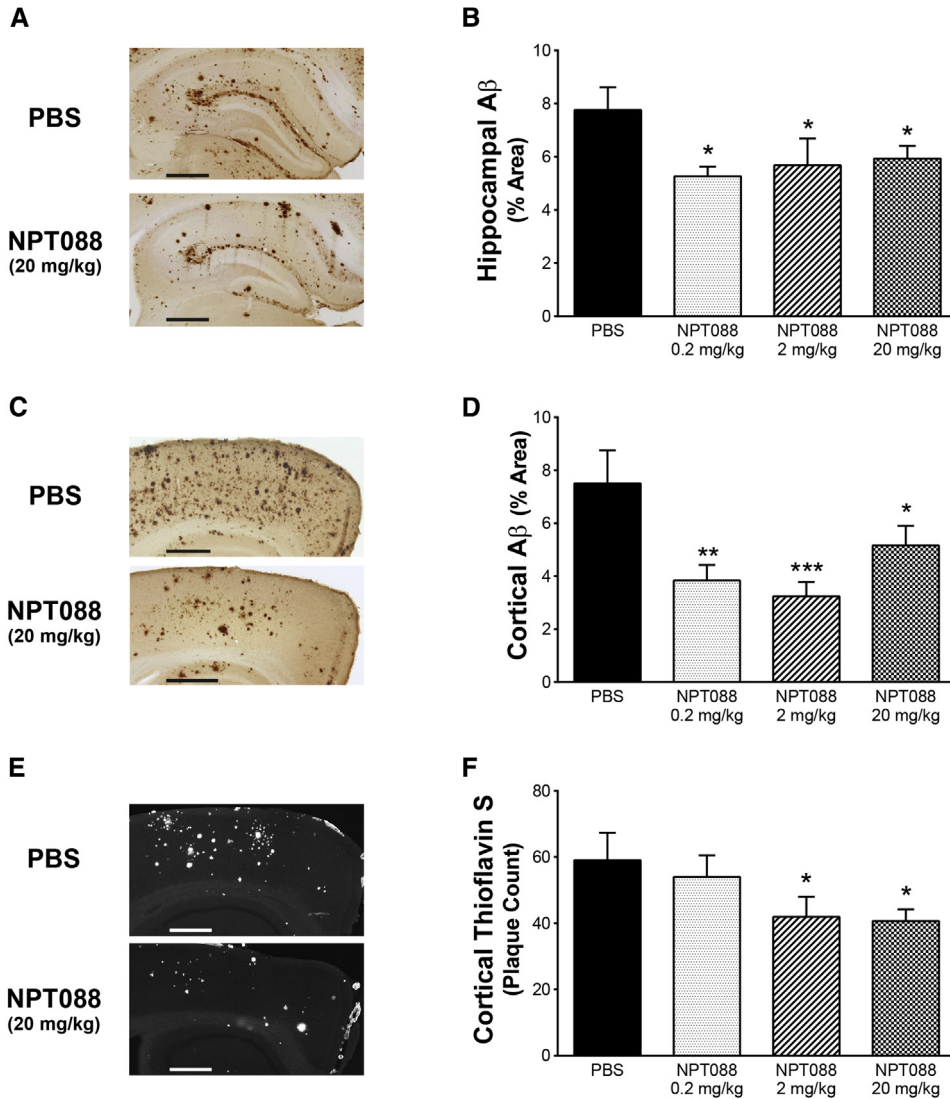 A
PBS
NPT088
(20 mg/kg)
B
Hippocampal Aβ
(% Area)
10
8
6
4
2
0
*
*
*
PBS
NPT088
0.2 mg/kg
NPT088
2 mg/kg
NPT088
20 mg/kg
C
PBS
NPT088
(20 mg/kg)
D
Cortical Aβ (% Area)
10
8
6
4
2
0
**
***
*
PBS
NPT088
0.2 mg/kg
NPT088
2 mg/kg
NPT088
20 mg/kg
E
PBS
NPT088
(20 mg/kg)
F
Cortical Thioflavin S
(Plaque Count)
80
60
40
20
0
*
*
PBS
NPT088
0.2 mg/kg
NPT088
2 mg/kg
NPT088
20 mg/kg